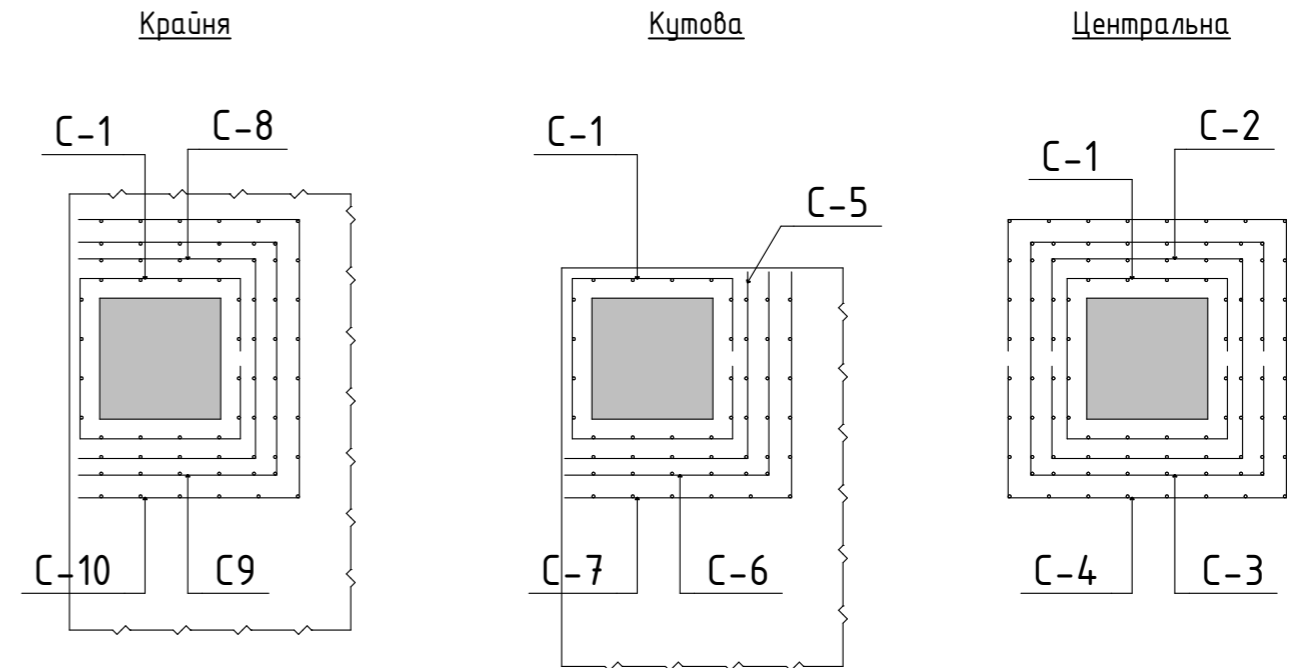 Крайня
Кутова
Центральна
С-1
С-8
С-1
С-5
С-1
С-2
С-10
С9
С-7
С-6
С-4
С-3